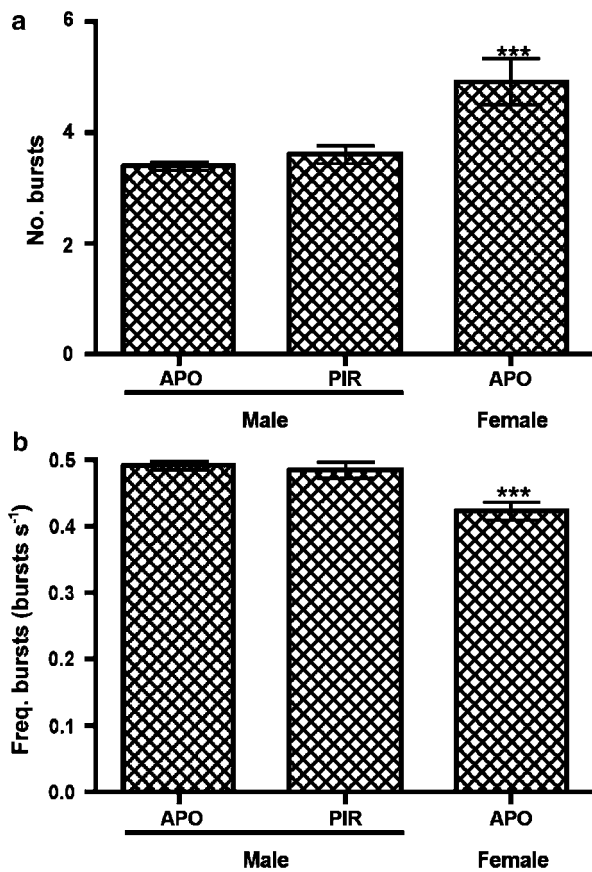 a
No. bursts
6
4
2
0
***
APO PIR APO
Male Female
b
Freq. bursts (bursts s-1)
0.5
0.4
0.3
0.2
0.1
0.0
***
APO PIR APO
Male Female